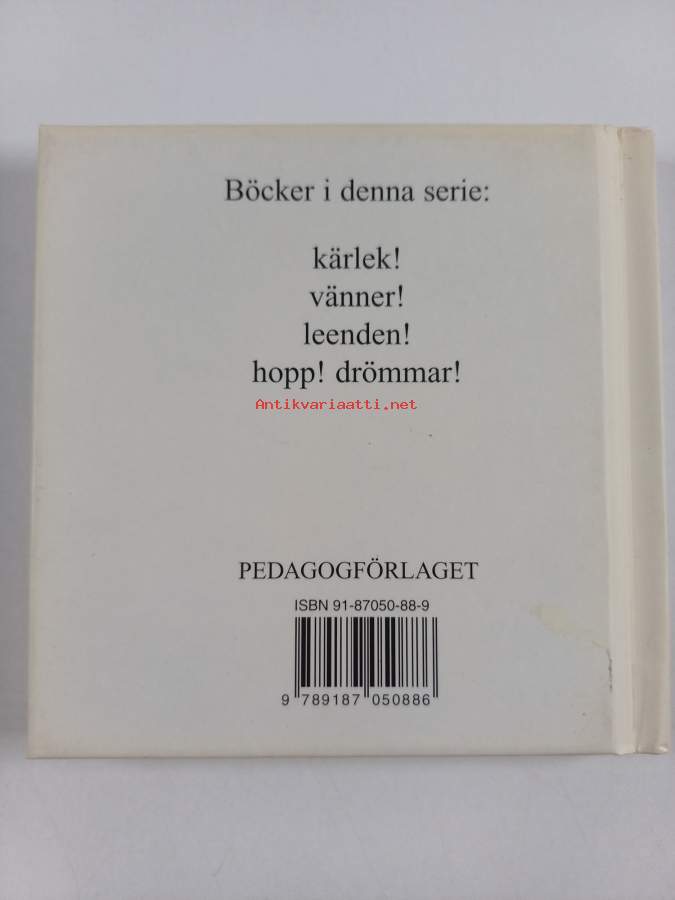 Böcker i denna serie:
kärlek!
vänner!
leenden!
hopp! drömmar!
Antikvariaatti.net
PEDAGOGFÖRLAGET
ISBN 91-87050-88-9
9 789187 050886